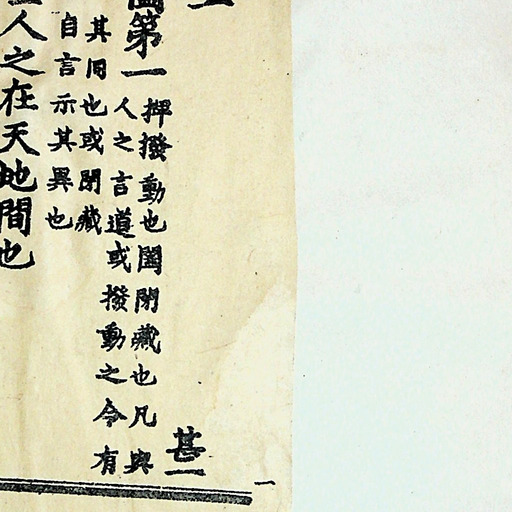 甚一
第一
捭撥動也闔閉藏也凡與
人之言道或撥動之令有
其同也或閉藏
自言示其異也
人之在天地間也
一